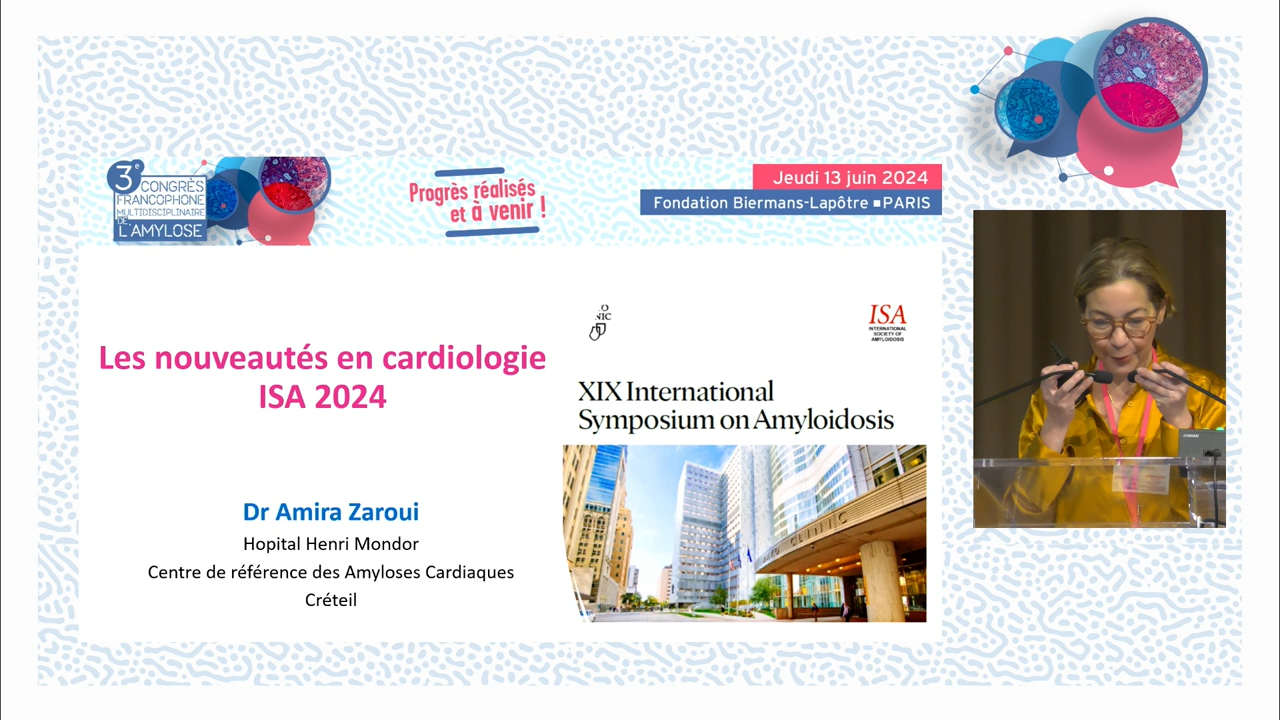 3e
CONGRÈS
FRANCOPHONE
MULTIDISCIPLINAIRE
DE
L'AMYLOSE
Progrès réalisés
et à venir !
Jeudi 13 juin 2024
Fondation Biermans-Lapôtre ■ PARIS
Les nouveautés en cardiologie
ISA 2024
Dr Amira Zaroui
Hopital Henri Mondor
Centre de référence des Amyloses Cardiaques
Créteil
ISA
INTERNATIONAL
SOCIETY OF
AMYLOIDOSIS
XIX International
Symposium on Amyloidosis
CLINIC